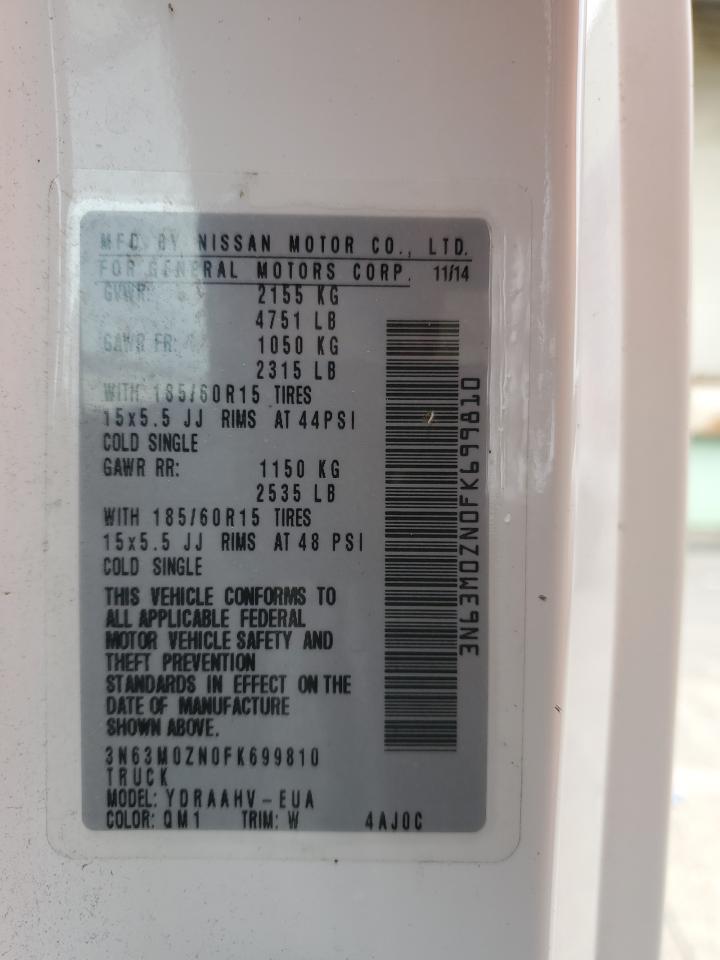 MFD BY NISSAN MOTOR CO., LTD.
FOR GENERAL MOTORS CORP. 11/14
GVWR: 2155 KG
4751 LB
GAWR FR: 1050 KG
2315 LB
WITH 185/60R15 TIRES
15x5.5 JJ RIMS AT 44PSI
COLD SINGLE
GAWR RR: 1150 KG
2535 LB
WITH 185/60R15 TIRES
15x5.5 JJ RIMS AT 48 PSI
COLD SINGLE
THIS VEHICLE CONFORMS TO
ALL APPLICABLE FEDERAL
MOTOR VEHICLE SAFETY AND
THEFT PREVENTION
STANDARDS IN EFFECT ON THE
DATE OF MANUFACTURE
SHOWN ABOVE.
3N63M0ZN0FK699810
TRUCK
MODEL: YDRAAHV-EUA
COLOR: QM1 TRIM: W 4AJ0C
3N63M0ZN0FK699810